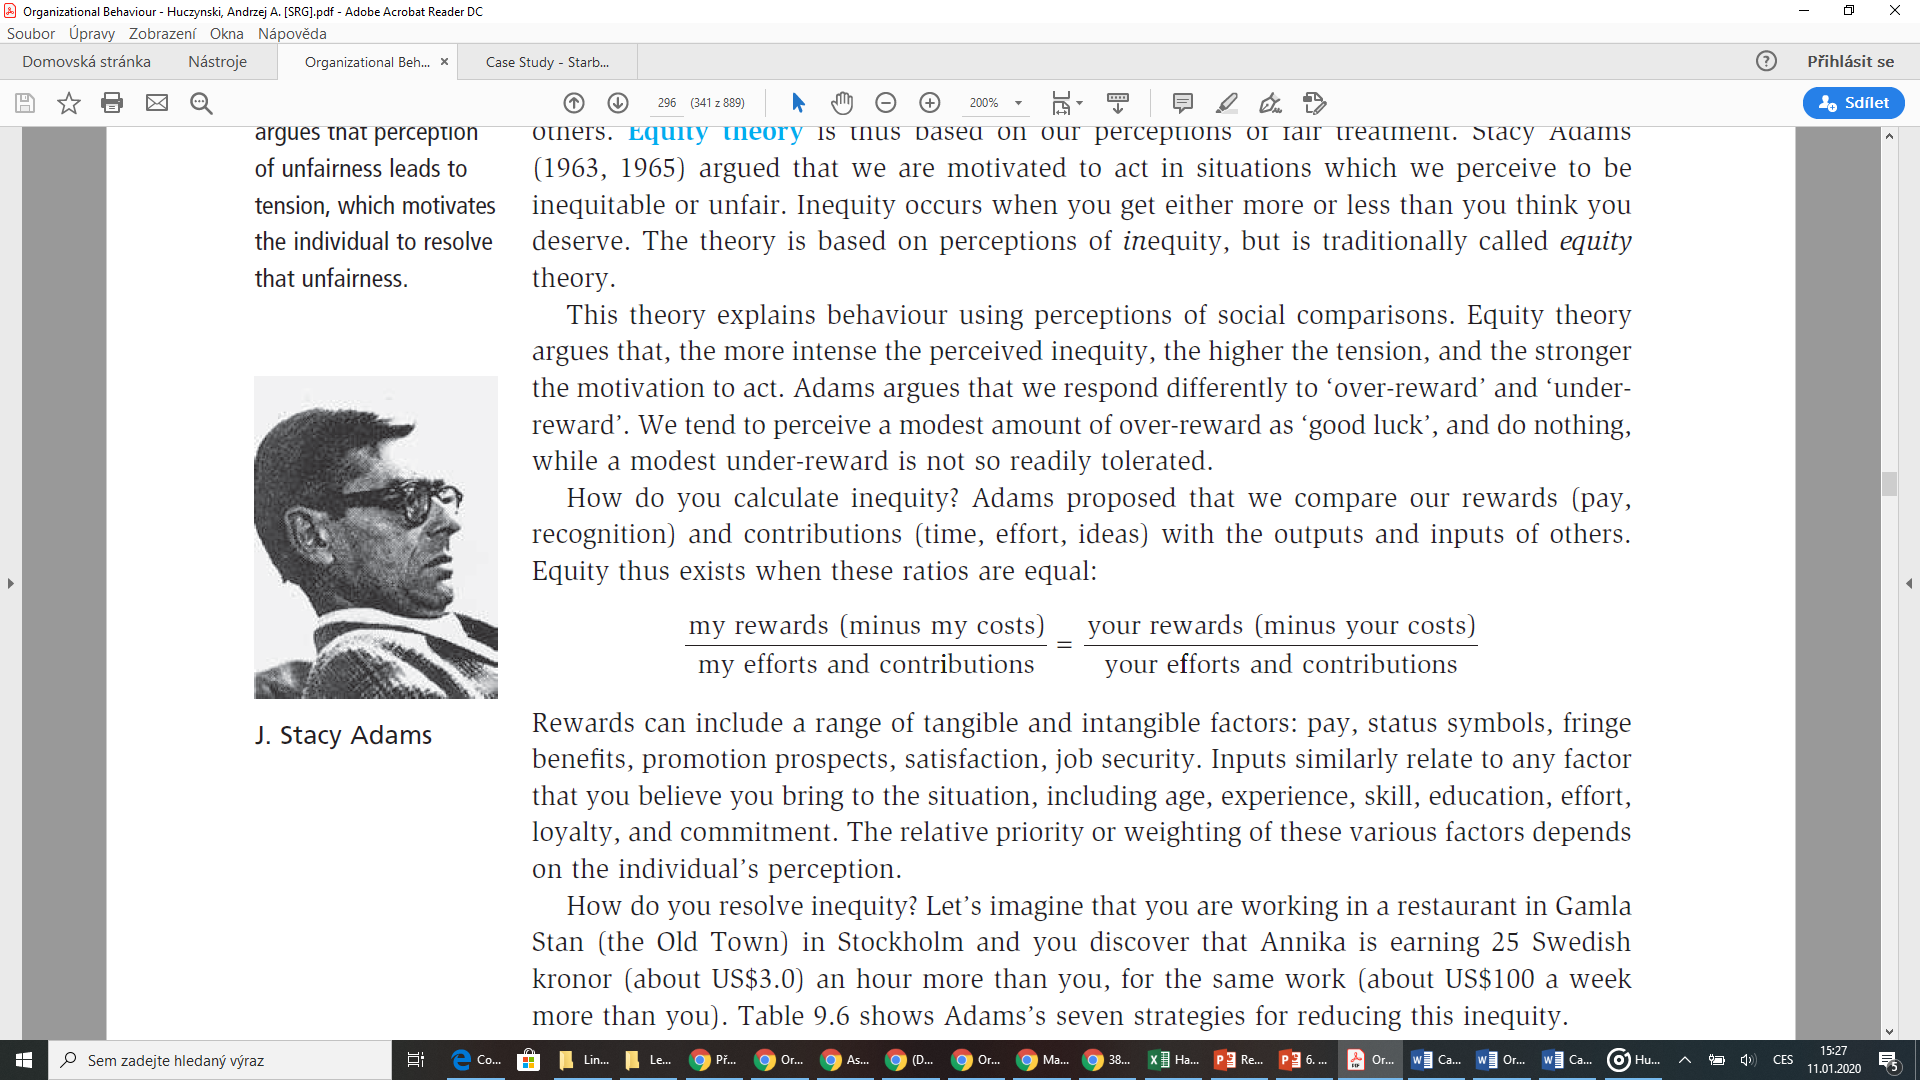 Organizational Behaviour - Huczynski, Andrzej A. [SRG].pdf - Adobe Acrobat Reader DC
Soubor Úpravy Zobrazení Okna Nápověda
Domovská stránka Nástroje Organizational Beh... × Case Study - Starb... ? Přihlásit se
296 (341 z 889) 200% Sdílet
argues that perception
of unfairness leads to
tension, which motivates
the individual to resolve
that unfairness.
J. Stacy Adams
others. Equity theory is thus based on our perceptions of fair treatment. Stacy Adams
(1963, 1965) argued that we are motivated to act in situations which we perceive to be
inequitable or unfair. Inequity occurs when you get either more or less than you think you
deserve. The theory is based on perceptions of inequity, but is traditionally called equity
theory.
This theory explains behaviour using perceptions of social comparisons. Equity theory
argues that, the more intense the perceived inequity, the higher the tension, and the stronger
the motivation to act. Adams argues that we respond differently to ‘over-reward’ and ‘under-
reward’. We tend to perceive a modest amount of over-reward as ‘good luck’, and do nothing,
while a modest under-reward is not so readily tolerated.
How do you calculate inequity? Adams proposed that we compare our rewards (pay,
recognition) and contributions (time, effort, ideas) with the outputs and inputs of others.
Equity thus exists when these ratios are equal:
my rewards (minus my costs) = your rewards (minus your costs)
my efforts and contributions your efforts and contributions
Rewards can include a range of tangible and intangible factors: pay, status symbols, fringe
benefits, promotion prospects, satisfaction, job security. Inputs similarly relate to any factor
that you believe you bring to the situation, including age, experience, skill, education, effort,
loyalty, and commitment. The relative priority or weighting of these various factors depends
on the individual’s perception.
How do you resolve inequity? Let’s imagine that you are working in a restaurant in Gamla
Stan (the Old Town) in Stockholm and you discover that Annika is earning 25 Swedish
kronor (about US$3.0) an hour more than you, for the same work (about US$100 a week
more than you). Table 9.6 shows Adams’s seven strategies for reducing this inequity.
Sem zadejte hledaný výraz Co... Lin... Le... Př... Or... As... (D... Or... Ma... 38... Ha... Re... 6. ... Or... Ca... Or... Ca... Hu... CES 15:27
11.01.2020 5